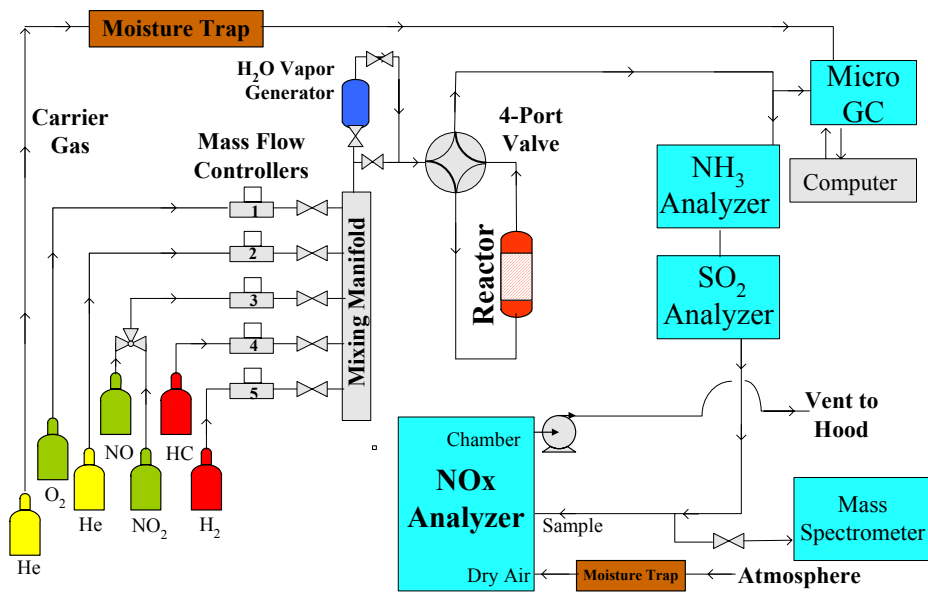 Moisture Trap
H₂O Vapor
Generator
Carrier
Gas
Mass Flow
Controllers
4-Port
Valve
Micro
GC
Computer
NH₃
Analyzer
SO₂
Analyzer
1
2
3
4
5
Mixing Manifold
Reactor
NO
HC
O₂
He
NO₂
H₂
He
Vent to
Hood
Chamber
NOx
Analyzer
Sample
Dry Air
Mass
Spectrometer
Moisture Trap
Atmosphere